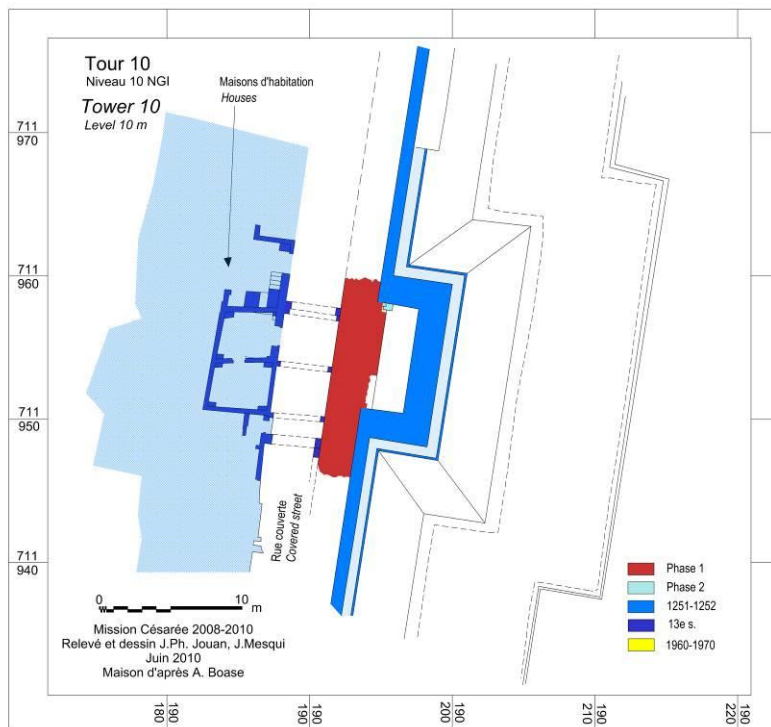 Tour 10
Niveau 10 NGI
Tower 10
Level 10 m
Maisons d'habitation
Houses
711
970
711
960
711
950
711
940
Rue couverte
Covered street
0 10
m
Mission Césarée 2008-2010
Relevé et dessin J.Ph. Jouan, J.Mesqui
Juin 2010
Maison d'après A. Boase
Phase 1
Phase 2
1251-1252
13e s.
1960-1970
190
180
190
190
190
200
190
210
190
220